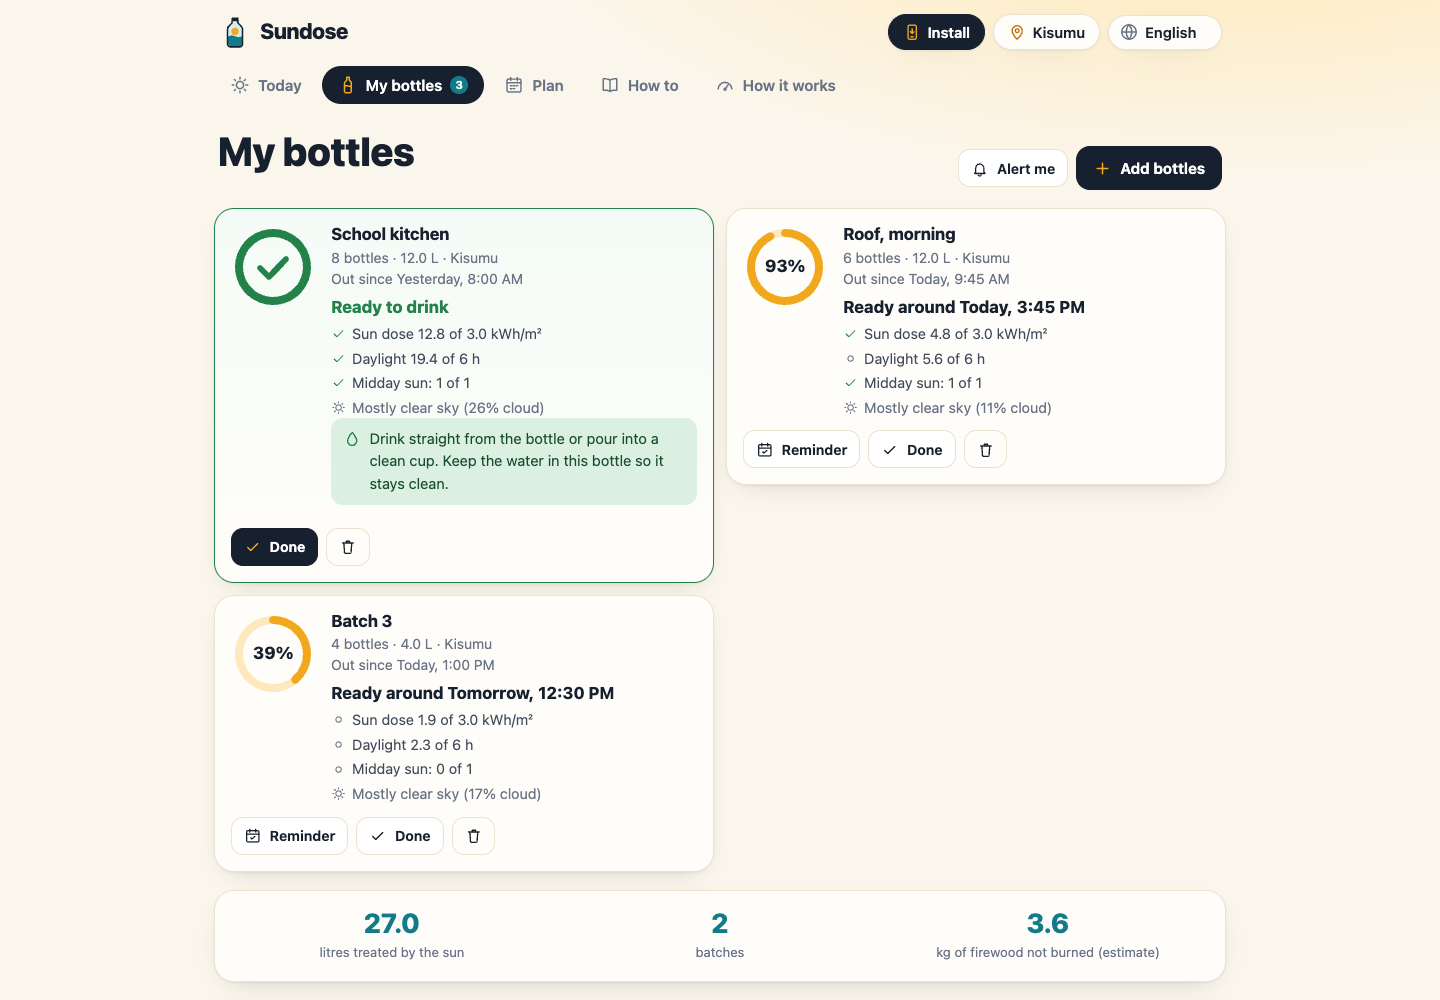 Sundose
Install
Kisumu
English
Today
My bottles 3
Plan
How to
How it works
My bottles
Alert me
Add bottles
School kitchen
8 bottles · 12.0 L · Kisumu
Out since Yesterday, 8:00 AM
Ready to drink
Sun dose 12.8 of 3.0 kWh/m²
Daylight 19.4 of 6 h
Midday sun: 1 of 1
Mostly clear sky (26% cloud)
Drink straight from the bottle or pour into a
clean cup. Keep the water in this bottle so it
stays clean.
Done
93%
Roof, morning
6 bottles · 12.0 L · Kisumu
Out since Today, 9:45 AM
Ready around Today, 3:45 PM
Sun dose 4.8 of 3.0 kWh/m²
Daylight 5.6 of 6 h
Midday sun: 1 of 1
Mostly clear sky (11% cloud)
Reminder
Done
39%
Batch 3
4 bottles · 4.0 L · Kisumu
Out since Today, 1:00 PM
Ready around Tomorrow, 12:30 PM
Sun dose 1.9 of 3.0 kWh/m²
Daylight 2.3 of 6 h
Midday sun: 0 of 1
Mostly clear sky (17% cloud)
Reminder
Done
27.0
litres treated by the sun
2
batches
3.6
kg of firewood not burned (estimate)